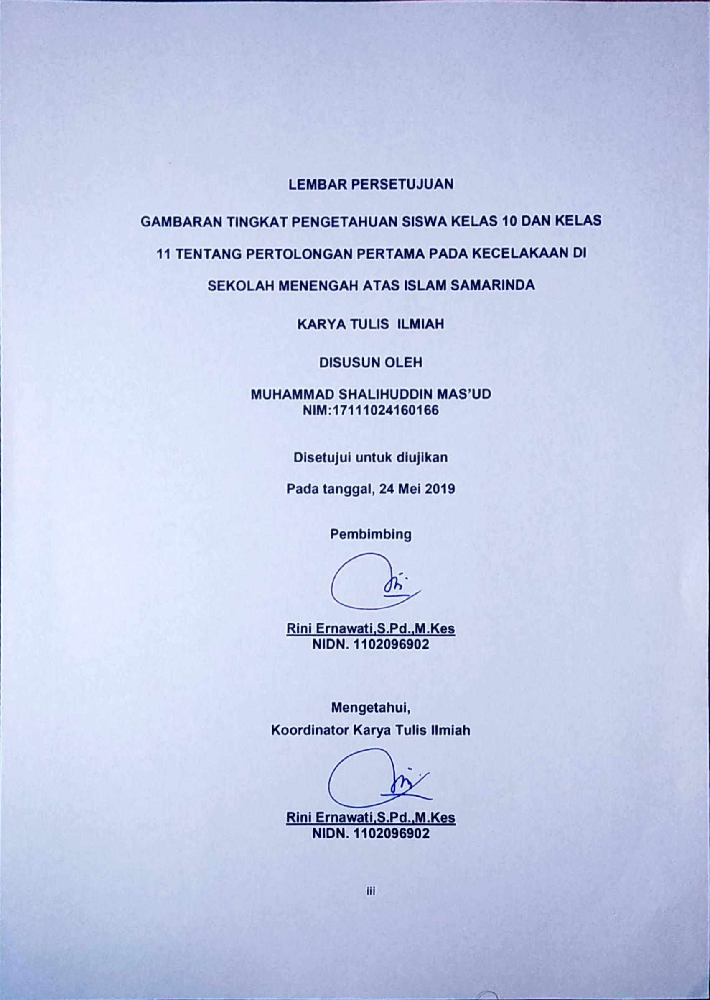 LEMBAR PERSETUJUAN
GAMBARAN TINGKAT PENGETAHUAN SISWA KELAS 10 DAN KELAS
11 TENTANG PERTOLONGAN PERTAMA PADA KECELAKAAN DI
SEKOLAH MENENGAH ATAS ISLAM SAMARINDA
KARYA TULIS ILMIAH
DISUSUN OLEH
MUHAMMAD SHALIHUDDIN MAS'UD
NIM:17111024160166
Disetujui untuk diujikan
Pada tanggal, 24 Mei 2019
Pembimbing
Rini Ernawati,S.Pd.,M.Kes
NIDN. 1102096902
Mengetahui,
Koordinator Karya Tulis Ilmiah
Rini Ernawati,S.Pd.,M.Kes
NIDN. 1102096902
iii